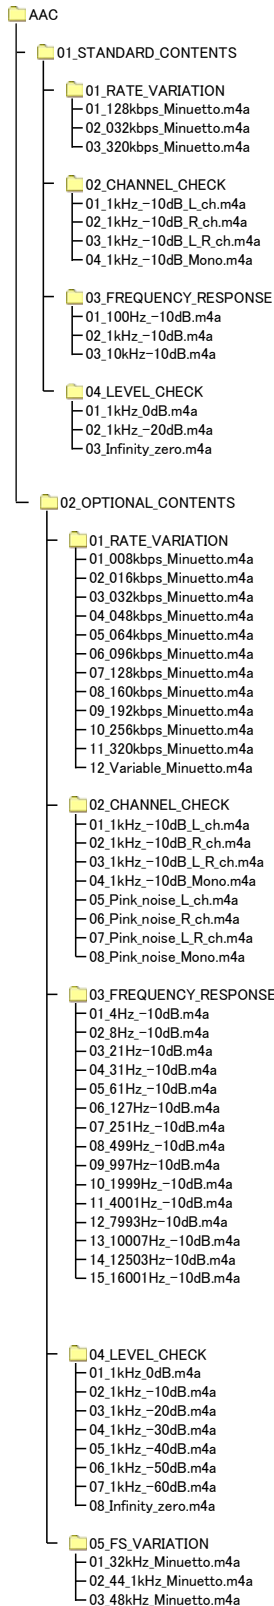 AAC
01_STANDARD_CONTENTS
01_RATE_VARIATION
01_128kbps_Minuetto.m4a
02_032kbps_Minuetto.m4a
03_320kbps_Minuetto.m4a
02_CHANNEL_CHECK
01_1kHz_-10dB_L_ch.m4a
02_1kHz_-10dB_R_ch.m4a
03_1kHz_-10dB_L_R_ch.m4a
04_1kHz_-10dB_Mono.m4a
03_FREQUENCY_RESPONSE
01_100Hz_-10dB.m4a
02_1kHz_-10dB.m4a
03_10kHz-10dB.m4a
04_LEVEL_CHECK
01_1kHz_0dB.m4a
02_1kHz_-20dB.m4a
03_Infinity_zero.m4a
02_OPTIONAL_CONTENTS
01_RATE_VARIATION
01_008kbps_Minuetto.m4a
02_016kbps_Minuetto.m4a
03_032kbps_Minuetto.m4a
04_048kbps_Minuetto.m4a
05_064kbps_Minuetto.m4a
06_096kbps_Minuetto.m4a
07_128kbps_Minuetto.m4a
08_160kbps_Minuetto.m4a
09_192kbps_Minuetto.m4a
10_256kbps_Minuetto.m4a
11_320kbps_Minuetto.m4a
12_Variable_Minuetto.m4a
02_CHANNEL_CHECK
01_1kHz_-10dB_L_ch.m4a
02_1kHz_-10dB_R_ch.m4a
03_1kHz_-10dB_L_R_ch.m4a
04_1kHz_-10dB_Mono.m4a
05_Pink_noise_L_ch.m4a
06_Pink_noise_R_ch.m4a
07_Pink_noise_L_R_ch.m4a
08_Pink_noise_Mono.m4a
03_FREQUENCY_RESPONSE
01_4Hz_-10dB.m4a
02_8Hz_-10dB.m4a
03_21Hz-10dB.m4a
04_31Hz_-10dB.m4a
05_61Hz_-10dB.m4a
06_127Hz-10dB.m4a
07_251Hz_-10dB.m4a
08_499Hz_-10dB.m4a
09_997Hz-10dB.m4a
10_1999Hz_-10dB.m4a
11_4001Hz_-10dB.m4a
12_7993Hz-10dB.m4a
13_10007Hz_-10dB.m4a
14_12503Hz-10dB.m4a
15_16001Hz_-10dB.m4a
04_LEVEL_CHECK
01_1kHz_0dB.m4a
02_1kHz_-10dB.m4a
03_1kHz_-20dB.m4a
04_1kHz_-30dB.m4a
05_1kHz_-40dB.m4a
06_1kHz_-50dB.m4a
07_1kHz_-60dB.m4a
08_Infinity_zero.m4a
05_FS_VARIATION
01_32kHz_Minuetto.m4a
02_44_1kHz_Minuetto.m4a
03_48kHz_Minuetto.m4a